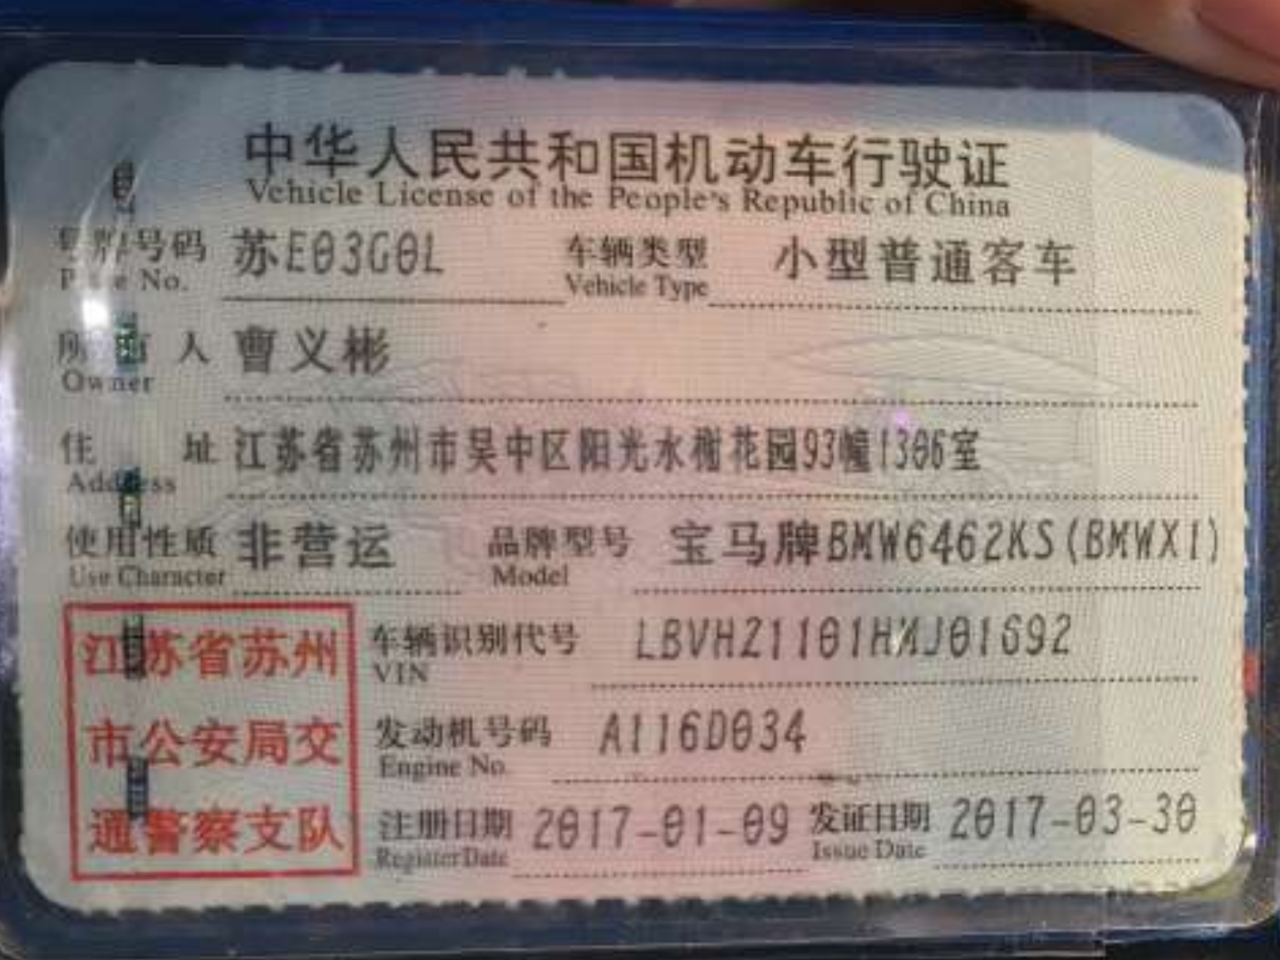 中华人民共和国机动车行驶证
Vehicle License of the People's Republic of China
号牌号码 苏E03G0L 车辆类型 小型普通客车
Plate No. Vehicle Type
所有人 曹义彬
Owner
住 址 江苏省苏州市吴中区阳光水榭花园93幢1306室
Address
使用性质 非营运 品牌型号 宝马牌BMW6462KS(BMWX1)
Use Character Model
江苏省苏州
市公安局交
通警察支队
车辆识别代号
VIN
发动机号码 A116D034
Engine No.
注册日期 2017-01-09 发证日期 2017-03-30
Register Date Issue Date